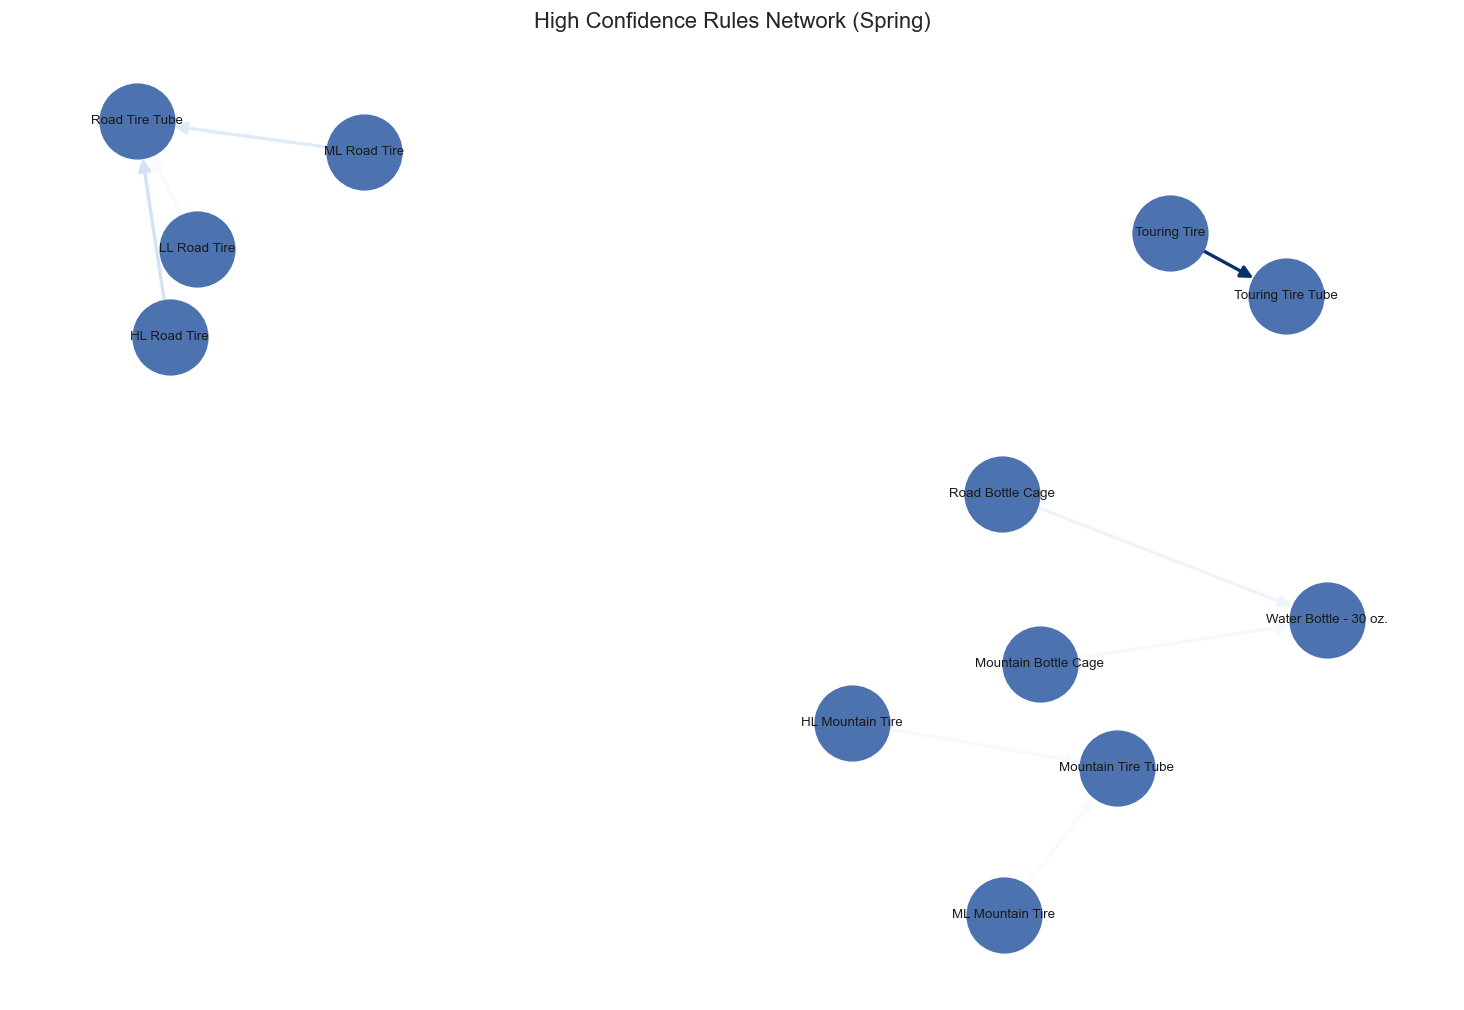 High Confidence Rules Network (Spring)
Road Tire Tube
ML Road Tire
LL Road Tire
HL Road Tire
Touring Tire
Touring Tire Tube
Road Bottle Cage
Water Bottle - 30 oz.
Mountain Bottle Cage
HL Mountain Tire
Mountain Tire Tube
ML Mountain Tire